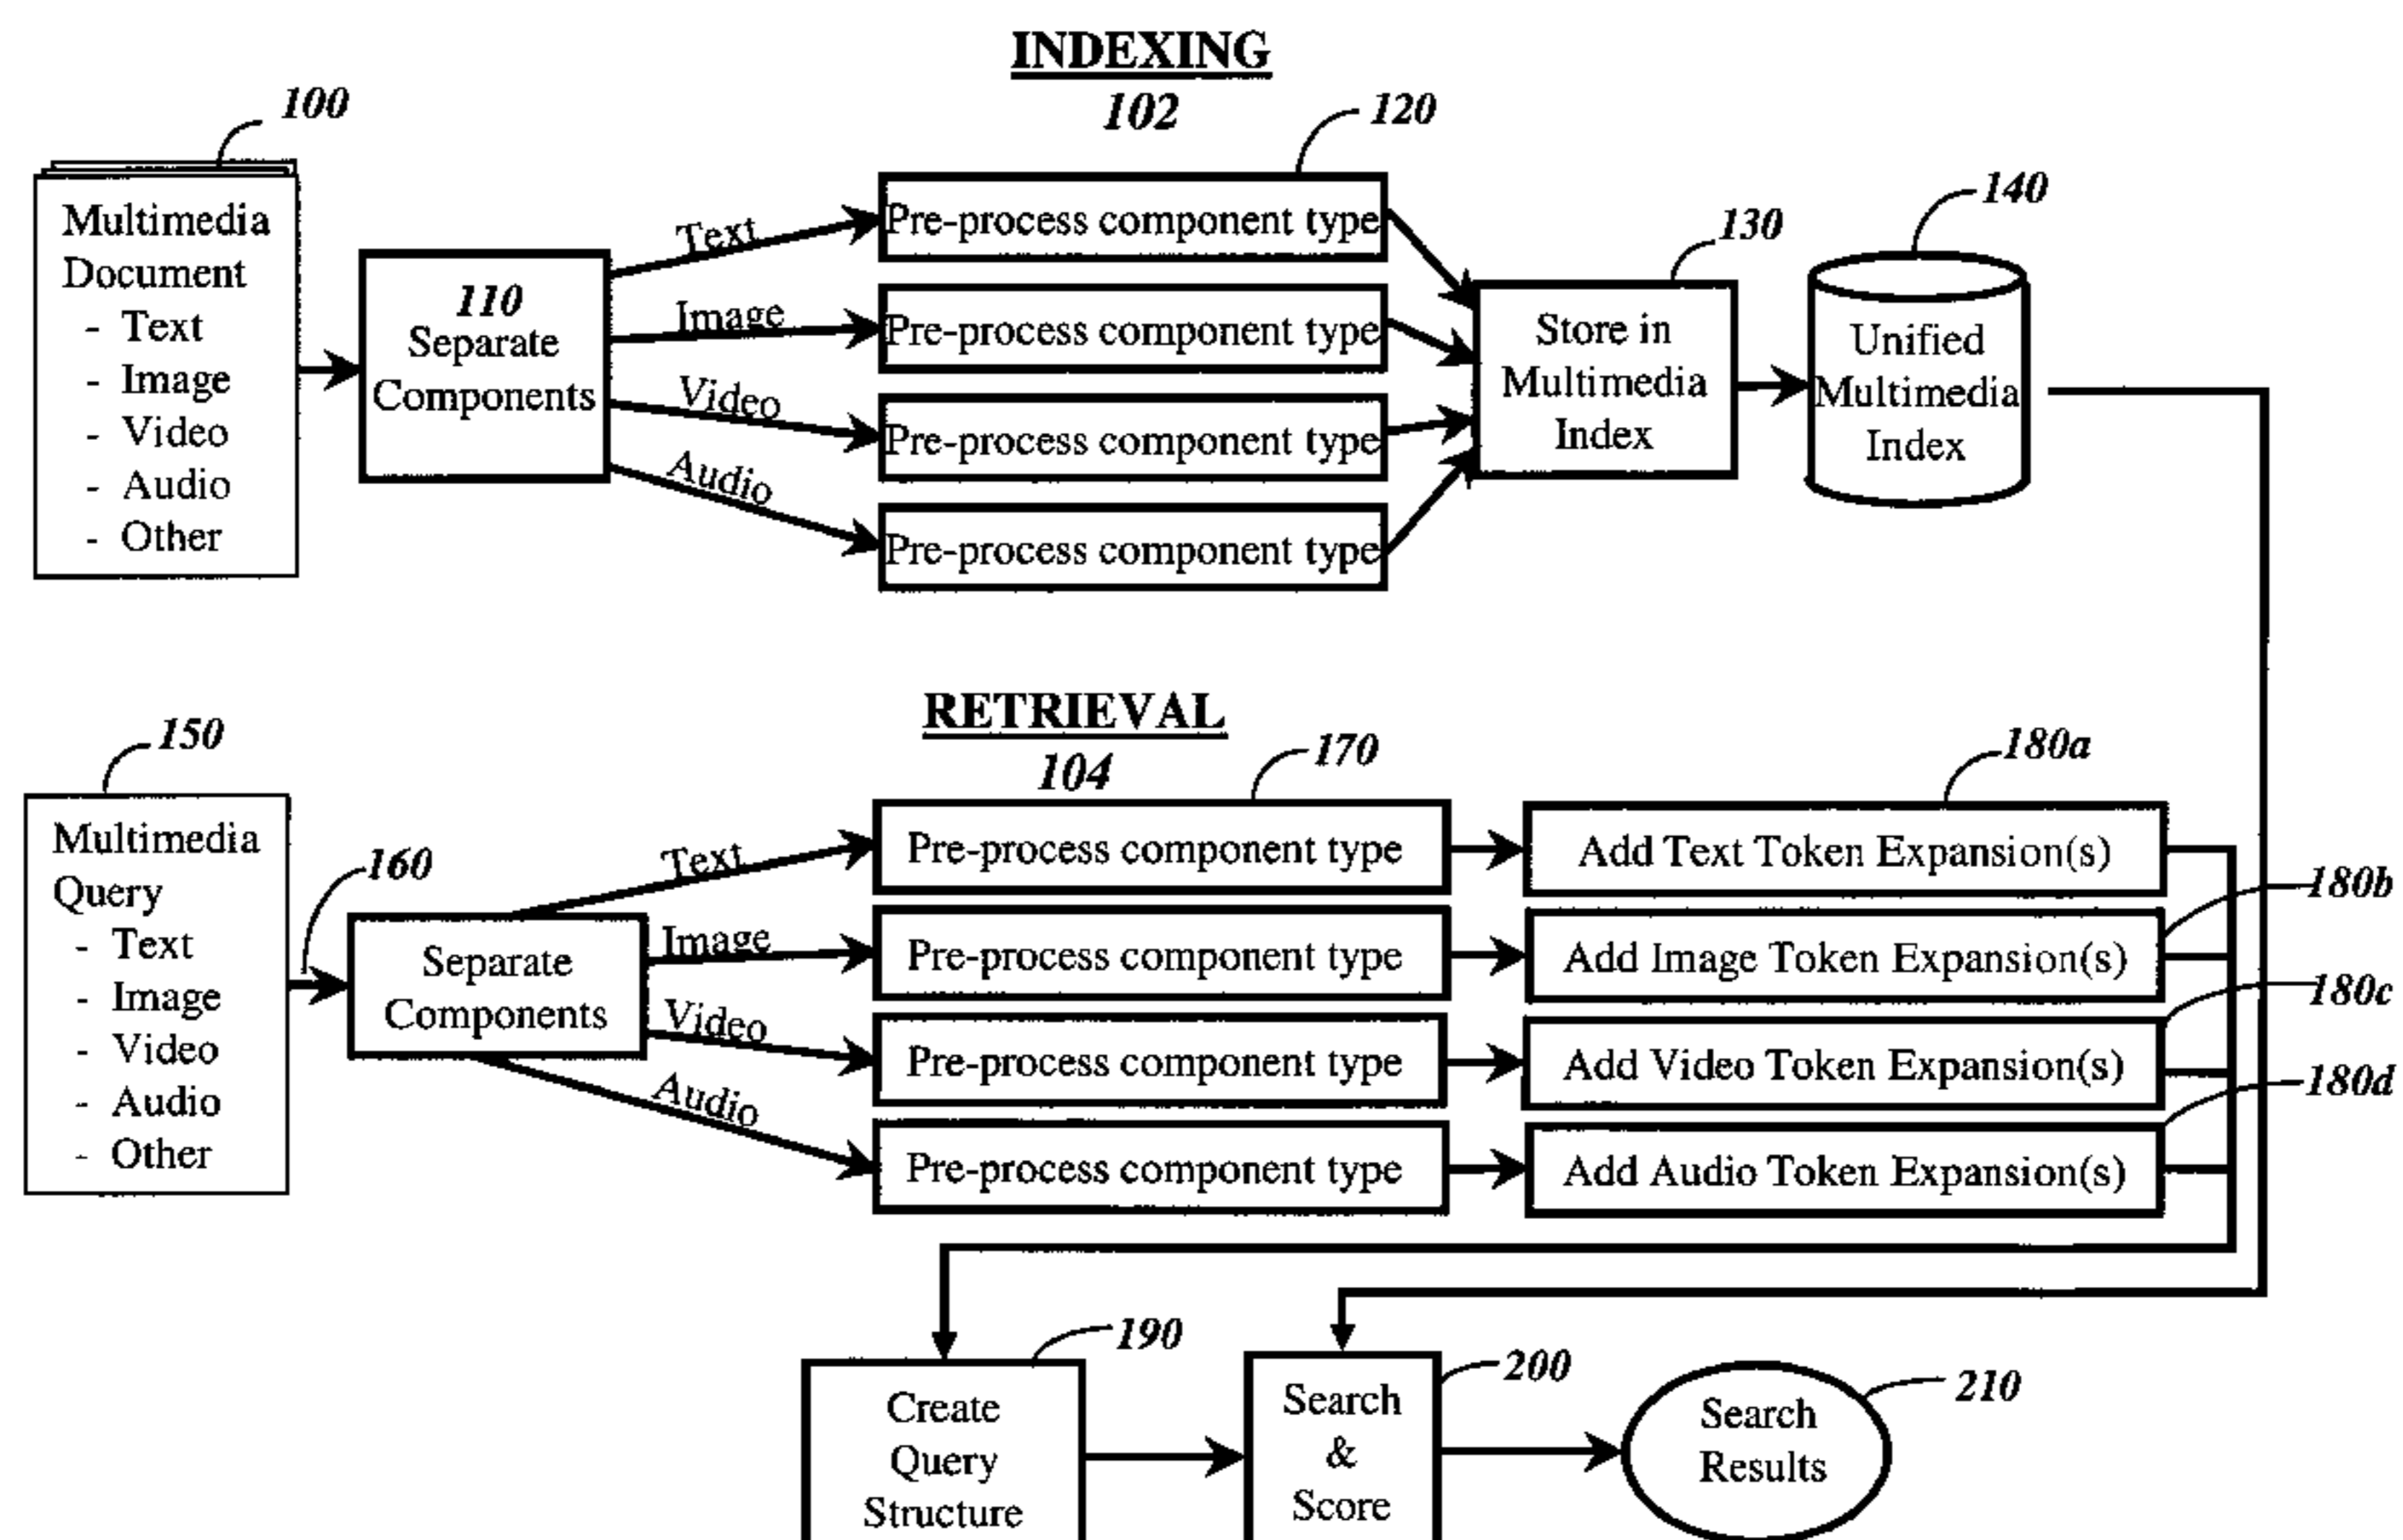 INDEXING
102
100
120
140
130
Multimedia
Document
- Text
- Image
- Video
- Audio
- Other
110
Separate
Components
Text
Image
Video
Audio
Pre-process component type
Pre-process component type
Pre-process component type
Pre-process component type
Store in
Multimedia
Index
Unified
Multimedia
Index
RETRIEVAL
104
150
160
170
180a
180b
180c
180d
Multimedia
Query
- Text
- Image
- Video
- Audio
- Other
Separate
Components
Text
Image
Video
Audio
Pre-process component type
Pre-process component type
Pre-process component type
Pre-process component type
Add Text Token Expansion(s)
Add Image Token Expansion(s)
Add Video Token Expansion(s)
Add Audio Token Expansion(s)
190
200
210
Create
Query
Structure
Search
&
Score
Search
Results